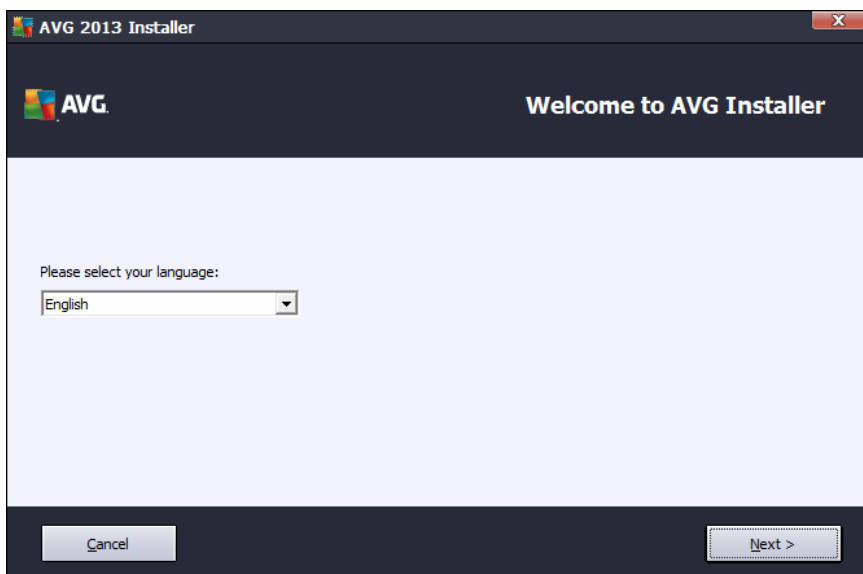 AVG 2013 Installer
AVG.
Welcome to AVG Installer
Please select your language:
English
Cancel
Next >